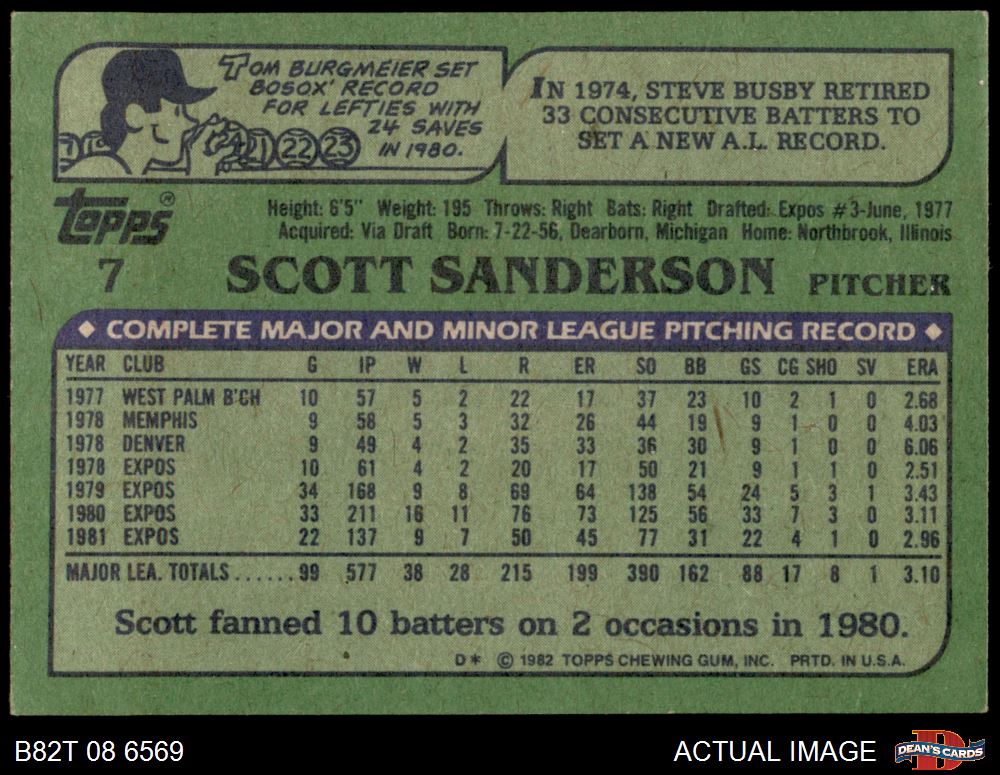 TOM BURGMEIER SET
BOSOX' RECORD
FOR LEFTIES WITH
24 SAVES
IN 1980.
21 22 23
IN 1974, STEVE BUSBY RETIRED
33 CONSECUTIVE BATTERS TO
SET A NEW A.L. RECORD.
topps®
Height: 6'5" Weight: 195 Throws: Right Bats: Right Drafted: Expos #3-June, 1977
Acquired: Via Draft Born: 7-22-56, Dearborn, Michigan Home: Northbrook, Illinois
7 SCOTT SANDERSON PITCHER
◆ COMPLETE MAJOR AND MINOR LEAGUE PITCHING RECORD ◆
YEAR CLUB G IP W L R ER SO BB GS CG SHO SV ERA
1977 WEST PALM B'CH 10 57 5 2 22 17 37 23 10 2 1 0 2.68
1978 MEMPHIS 9 58 5 3 32 26 44 19 9 1 0 0 4.03
1978 DENVER 9 49 4 2 35 33 36 30 9 1 0 0 6.06
1978 EXPOS 10 61 4 2 20 17 50 21 9 1 1 0 2.51
1979 EXPOS 34 168 9 8 69 64 138 54 24 5 3 1 3.43
1980 EXPOS 33 211 16 11 76 73 125 56 33 7 3 0 3.11
1981 EXPOS 22 137 9 7 50 45 77 31 22 4 1 0 2.96
MAJOR LEA. TOTALS......99 577 38 28 215 199 390 162 88 17 8 1 3.10
Scott fanned 10 batters on 2 occasions in 1980.
D* © 1982 TOPPS CHEWING GUM, INC. PRTD. IN U.S.A.
B82T 08 6569
ACTUAL IMAGE
DEAN'S CARDS